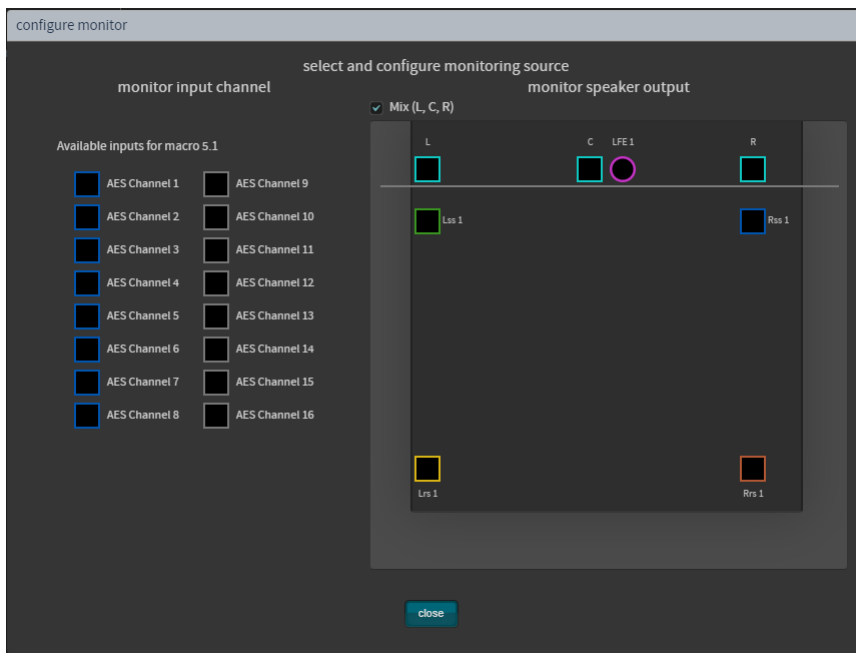 configure monitor
select and configure monitoring source
monitor input channel
monitor speaker output
Mix (L, C, R)
Available inputs for macro 5.1
AES Channel 1
AES Channel 9
AES Channel 2
AES Channel 10
AES Channel 3
AES Channel 11
AES Channel 4
AES Channel 12
AES Channel 5
AES Channel 13
AES Channel 6
AES Channel 14
AES Channel 7
AES Channel 15
AES Channel 8
AES Channel 16
L
C
LFE 1
R
Lss 1
Rss 1
Lrs 1
Rrs 1
close